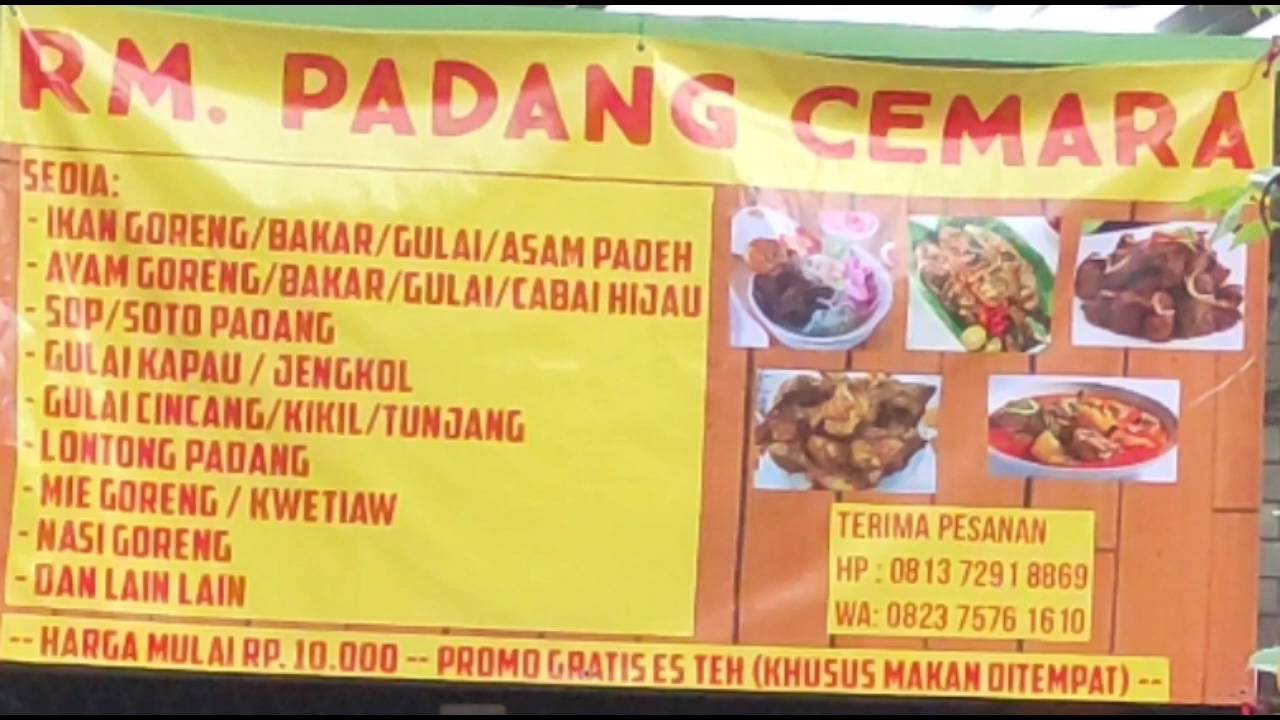 RM. PADANG CEMARA
SEDIA:
- IKAN GORENG/BAKAR/GULAI/ASAM PADEH
- AYAM GORENG/BAKAR/GULAI/CABAI HIJAU
- SOP/SOTO PADANG
- GULAI KAPAU / JENGKOL
- GULAI CINCANG/KIKIL/TUNJANG
- LONTONG PADANG
- MIE GORENG / KWETIAW
- NASI GORENG
- DAN LAIN LAIN
TERIMA PESANAN
HP : 0813 7291 8869
WA: 0823 7576 1610
-- HARGA MULAI RP. 10.000 -- PROMO GRATIS ES TEH (KHUSUS MAKAN DITEMPAT) --